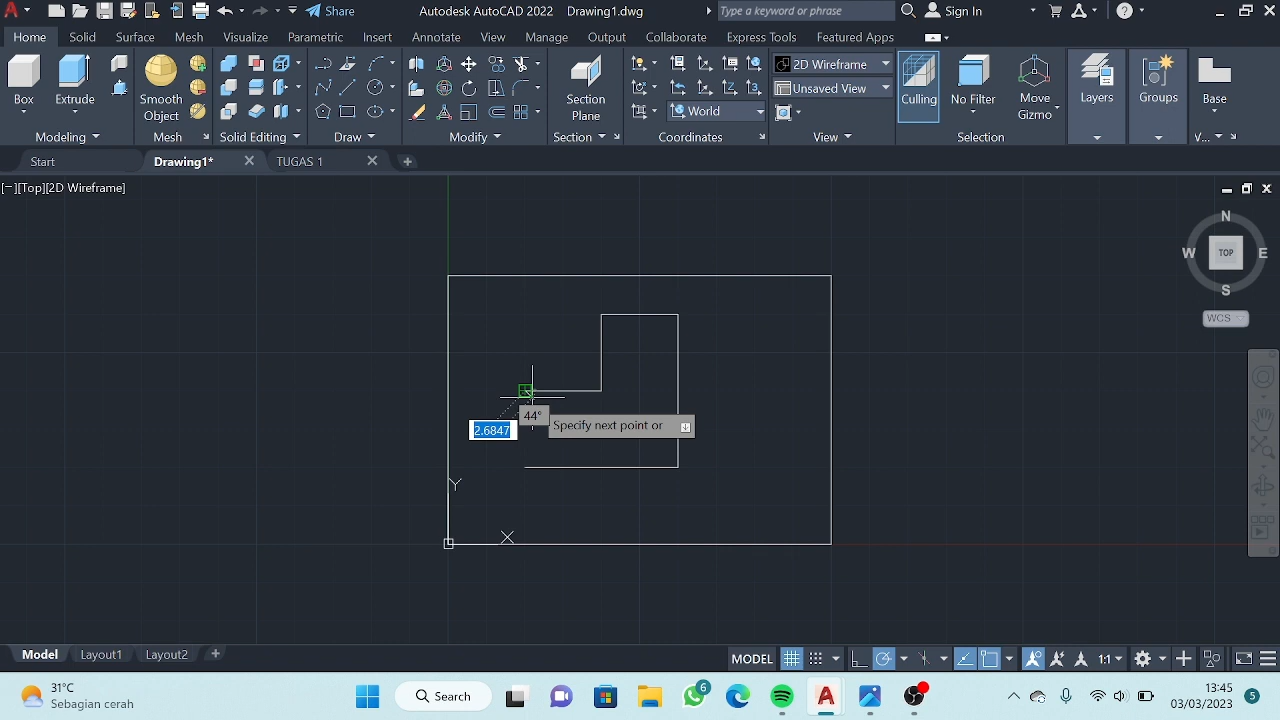 A Share Autodesk AutoCAD 2022 Drawing1.dwg Type a keyword or phrase Sign In
Home Solid Surface Mesh Visualize Parametric Insert Annotate View Manage Output Collaborate Express Tools Featured Apps
Box Extrude Smooth Object Section Plane 2D Wireframe Unsaved View World Culling No Filter Move Gizmo Layers Groups Base
Modeling Mesh Solid Editing Draw Modify Section Coordinates View Selection V...
Start Drawing1* TUGAS 1
[−][Top][2D Wireframe]
N
W TOP E
S
WCS
44°
2.6847 Specify next point or
Y
X
Model Layout1 Layout2 MODEL 1:1
31°C
Sebagian cerah
Search
6
A
13:45
03/03/2023
5